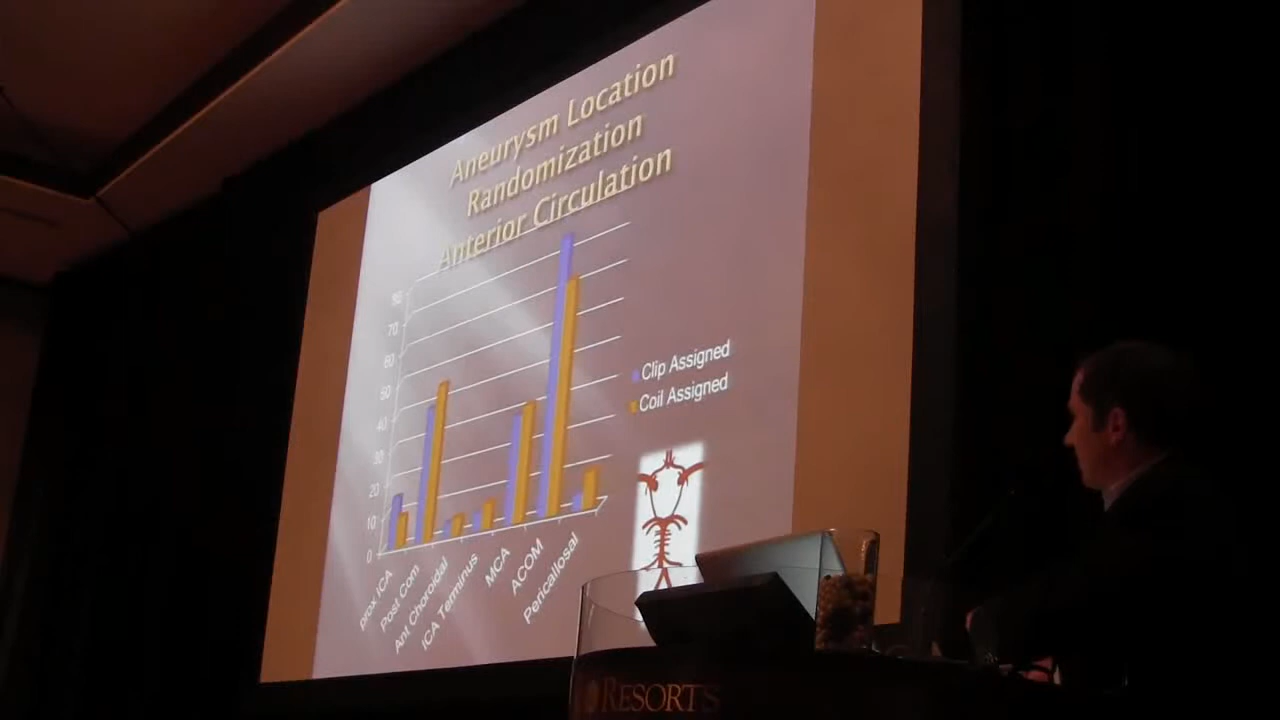 Aneurysm Location
Randomization
Anterior Circulation
80
70
60
50
40
30
20
10
0
prox ICA
Post Com
Ant Choroidal
ICA Terminus
MCA
ACOM
Pericallosal
Clip Assigned
Coil Assigned
RESORTS